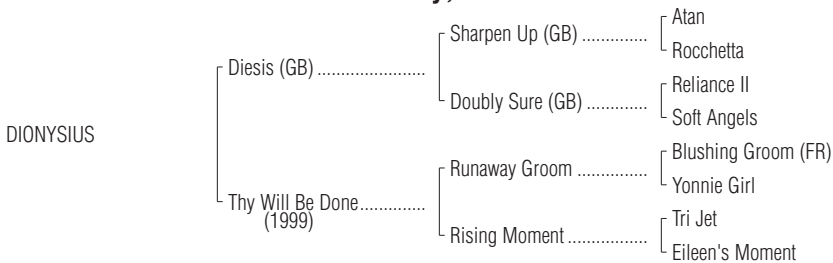 Sharpen Up (GB) ..............
Atan
Rocchetta
Diesis (GB) .......................
Doubly Sure (GB) .............
Reliance II
Soft Angels
DIONYSIUS
Thy Will Be Done..............
(1999)
Runaway Groom ...............
Blushing Groom (FR)
Yonnie Girl
Rising Moment.................
Tri Jet
Eileen's Moment